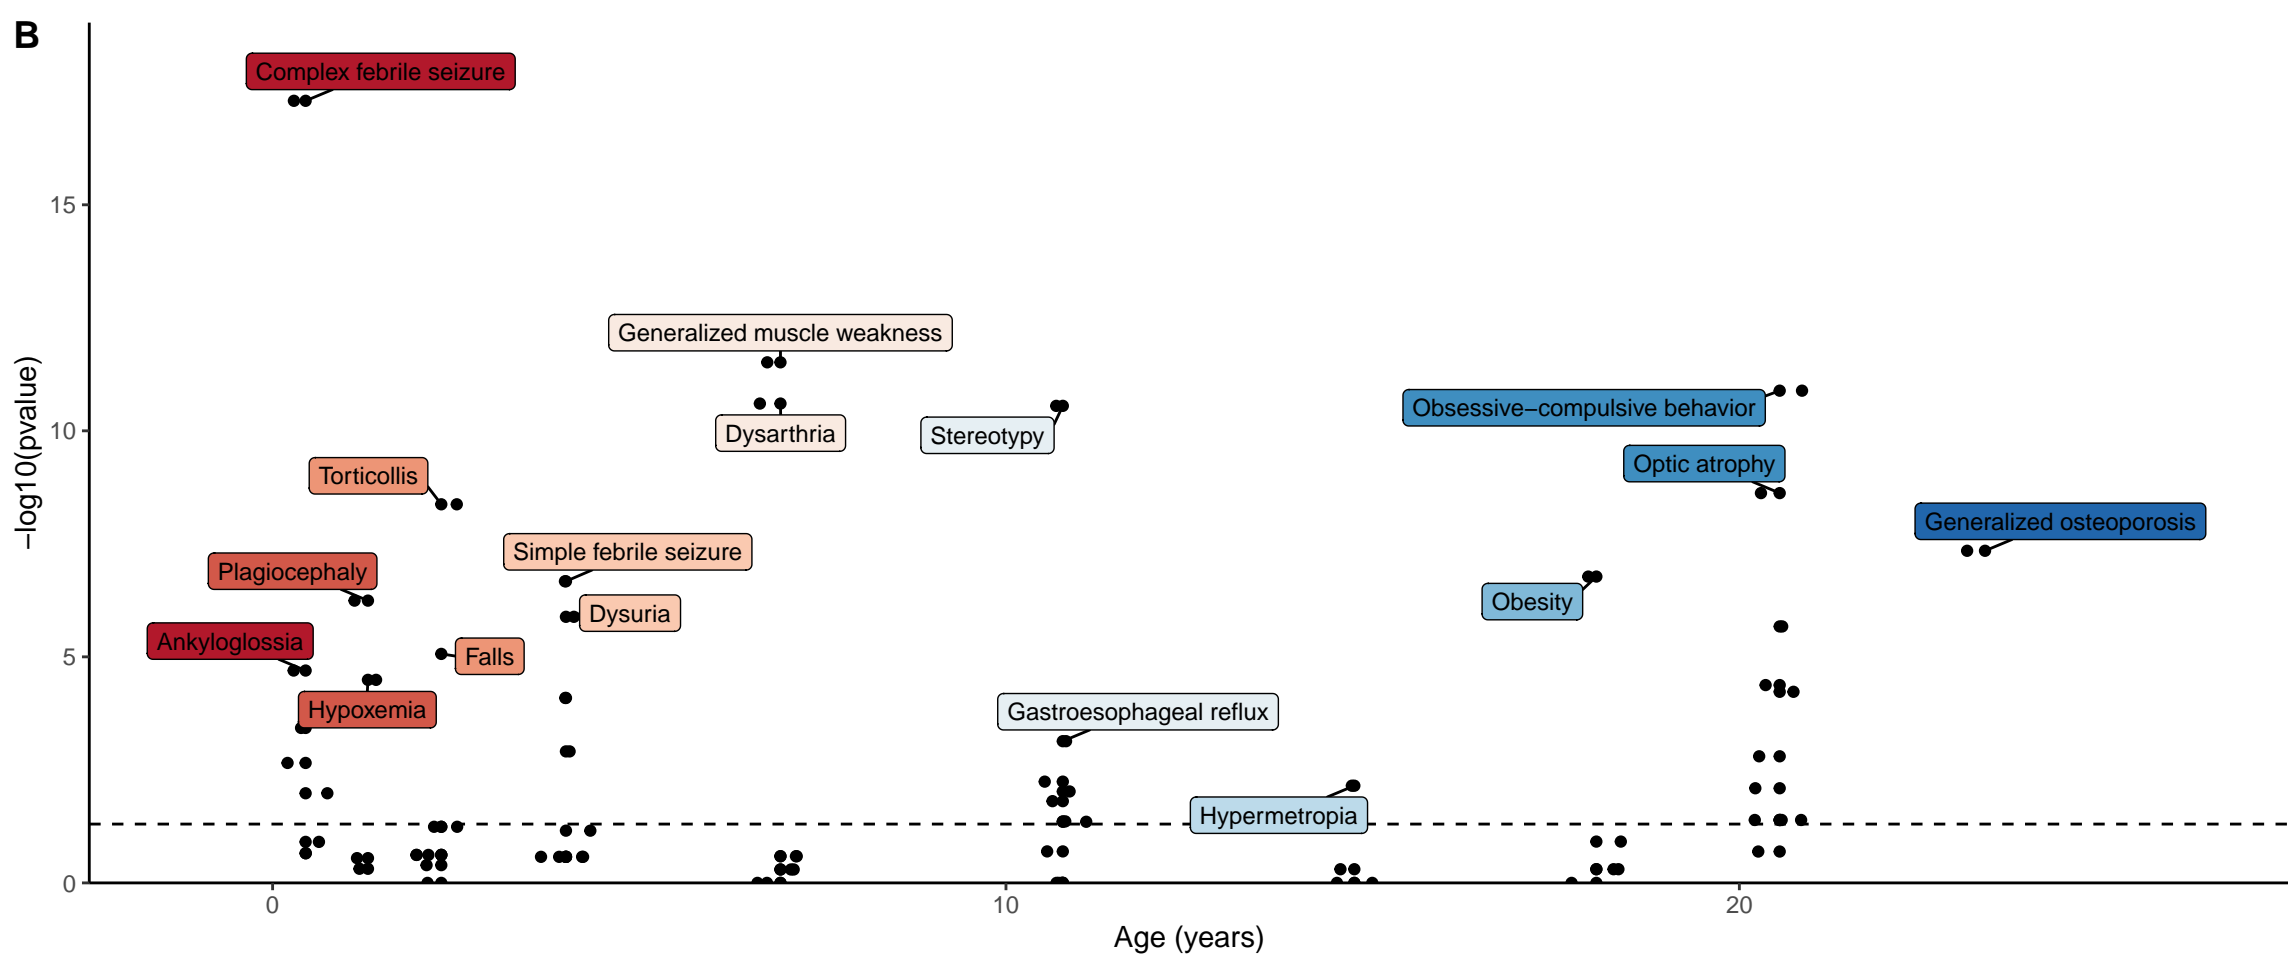 B
Complex febrile seizure
15
Generalized muscle weakness
Obsessive−compulsive behavior
10
Dysarthria
Stereotypy
Optic atrophy
Torticollis
−log10(pvalue)
Generalized osteoporosis
Simple febrile seizure
Plagiocephaly
Obesity
Dysuria
Ankyloglossia
5
Falls
Hypoxemia
Gastroesophageal reflux
Hypermetropia
0
0
10
20
Age (years)